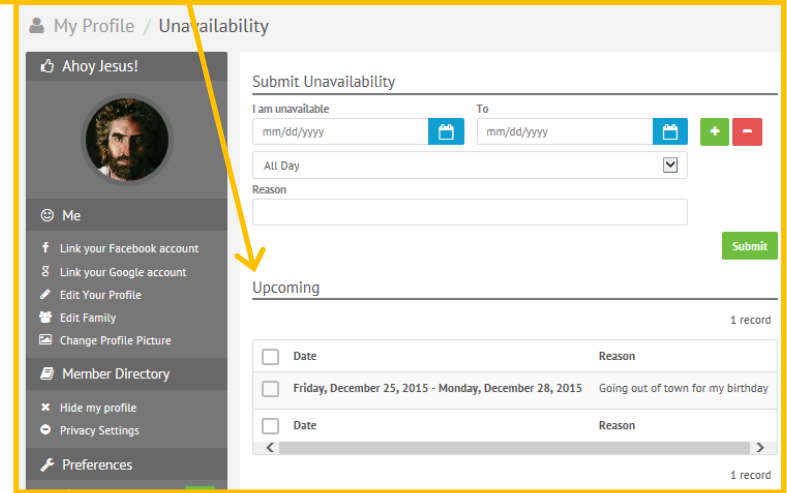 My Profile / Unavailability
Ahoy Jesus!
Me
Link your Facebook account
Link your Google account
Edit Your Profile
Edit Family
Change Profile Picture
Member Directory
Hide my profile
Privacy Settings
Preferences
Submit Unavailability
I am unavailable To
mm/dd/yyyy mm/dd/yyyy
All Day
Reason
Submit
Upcoming
1 record
Date Reason
Friday, December 25, 2015 - Monday, December 28, 2015 Going out of town for my birthday
Date Reason
1 record